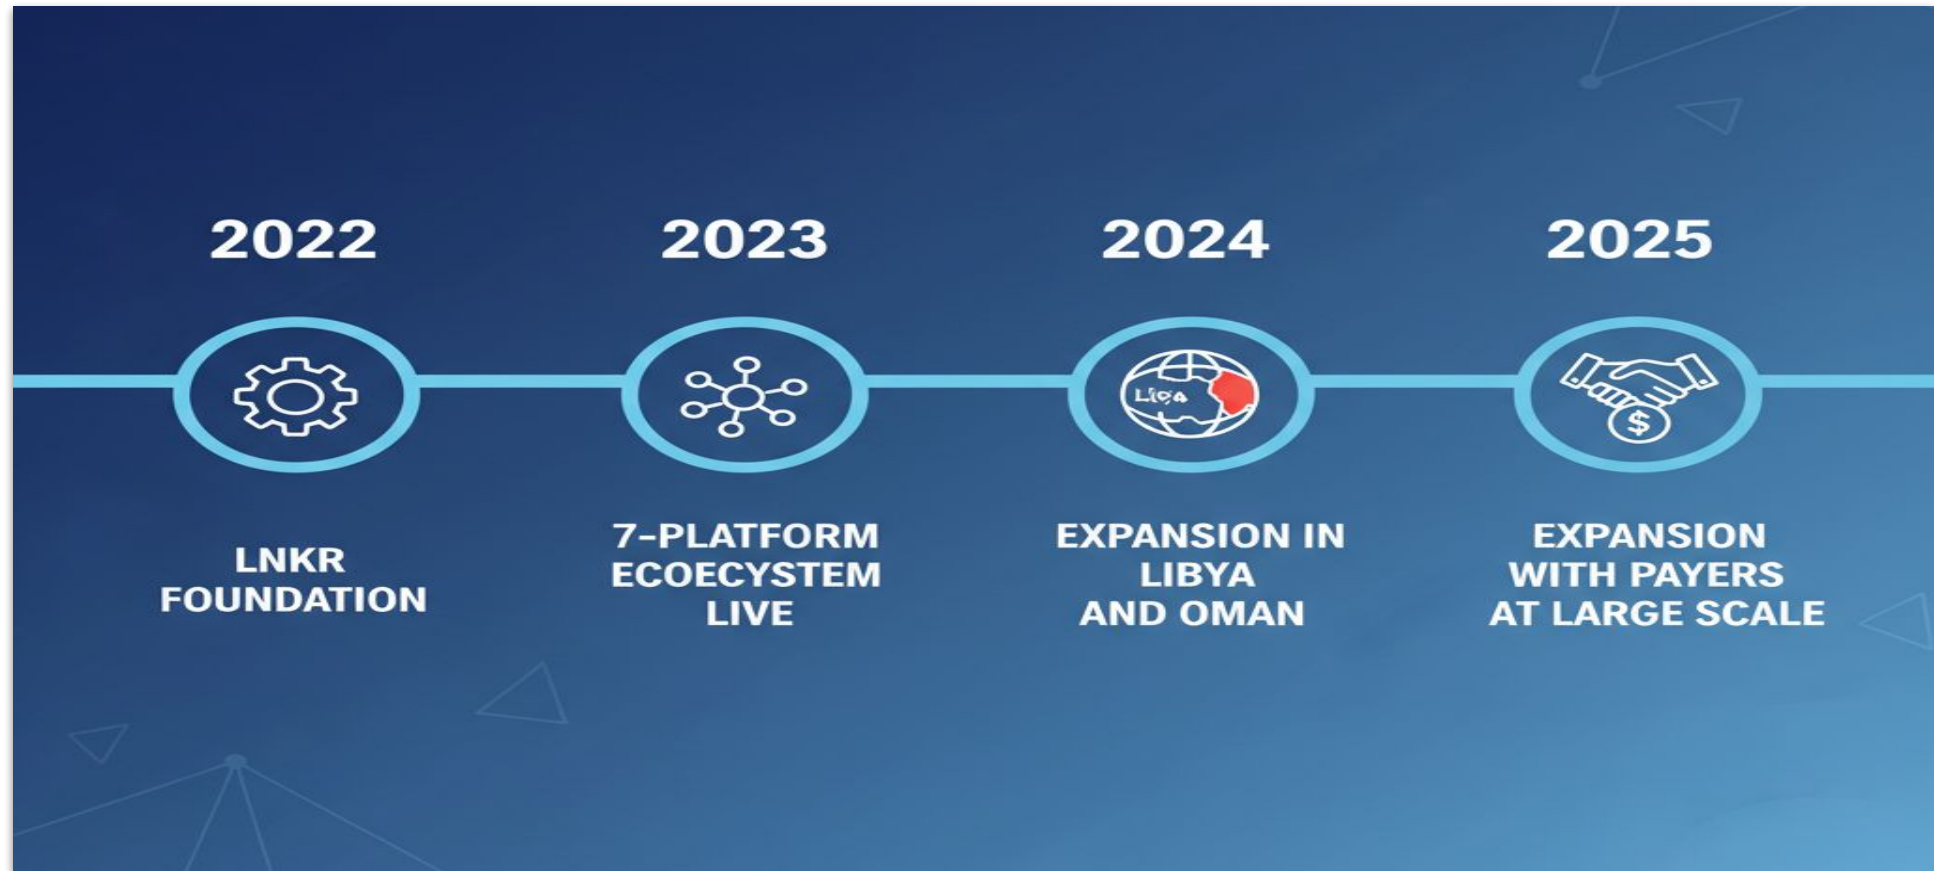 2022
LNKR
FOUNDATION
2023
7-PLATFORM
ECOECYSTEM
LIVE
2024
EXPANSION IN
LIBYA
AND OMAN
2025
EXPANSION
WITH PAYERS
AT LARGE SCALE
$